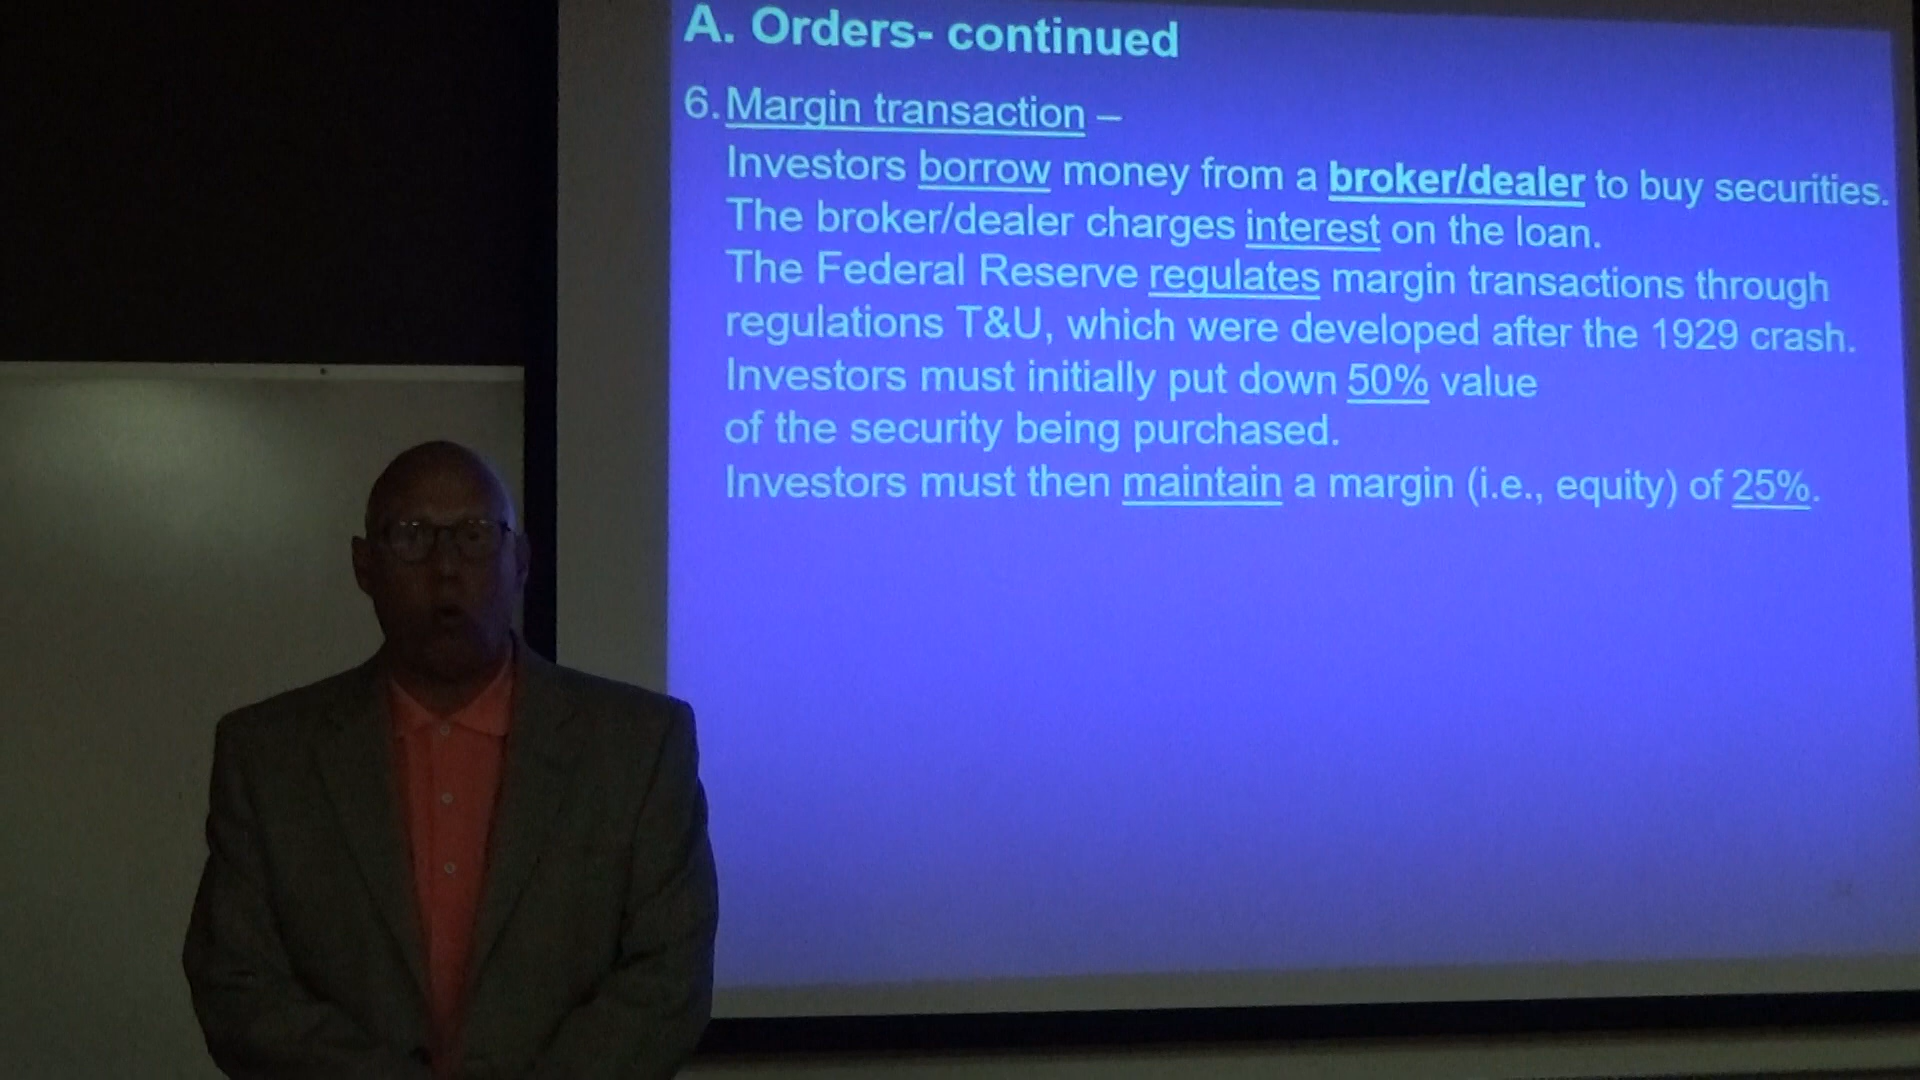 A. Orders- continued
6. Margin transaction –
Investors borrow money from a broker/dealer to buy securities.
The broker/dealer charges interest on the loan.
The Federal Reserve regulates margin transactions through
regulations T&U, which were developed after the 1929 crash.
Investors must initially put down 50% value
of the security being purchased.
Investors must then maintain a margin (i.e., equity) of 25%.